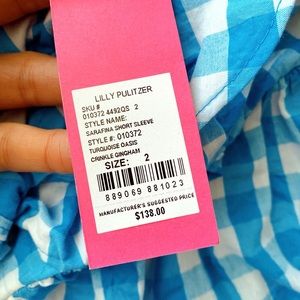 LILLY PULITZER
SKU #
010372 4492QS 2
STYLE NAME:
SARAFINA SHORT SLEEVE
STYLE #: 010372
TURQUOISE OASIS
CRINKLE GINGHAM
SIZE: 2
889069 881023
MANUFACTURER'S SUGGESTED PRICE
$138.00